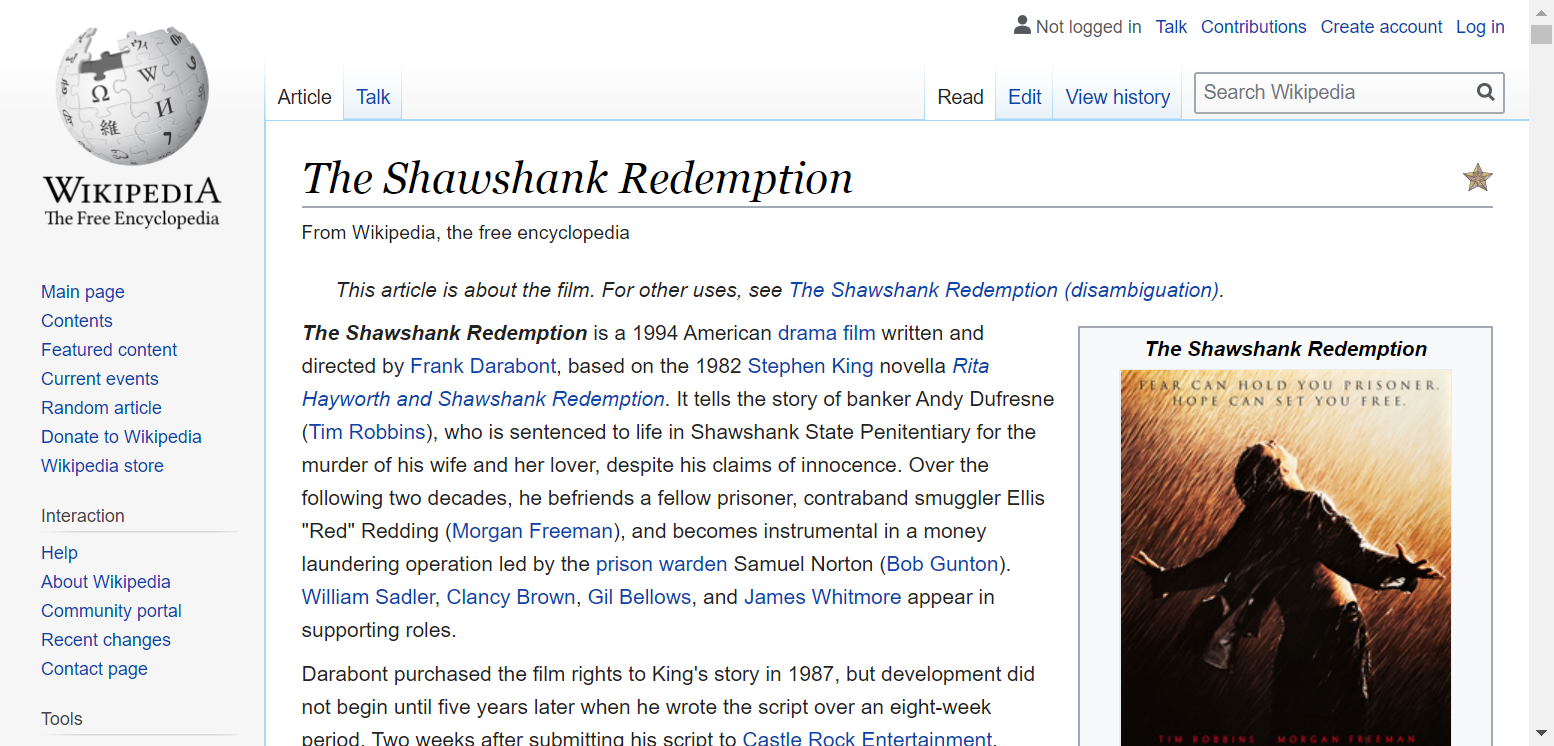 Not logged in Talk Contributions Create account Log in
Article Talk Read Edit View history Search Wikipedia
WIKIPEDIA
The Free Encyclopedia
Main page
Contents
Featured content
Current events
Random article
Donate to Wikipedia
Wikipedia store
Interaction
Help
About Wikipedia
Community portal
Recent changes
Contact page
Tools
The Shawshank Redemption
From Wikipedia, the free encyclopedia
This article is about the film. For other uses, see The Shawshank Redemption (disambiguation).
The Shawshank Redemption is a 1994 American drama film written and
directed by Frank Darabont, based on the 1982 Stephen King novella Rita
Hayworth and Shawshank Redemption. It tells the story of banker Andy Dufresne
(Tim Robbins), who is sentenced to life in Shawshank State Penitentiary for the
murder of his wife and her lover, despite his claims of innocence. Over the
following two decades, he befriends a fellow prisoner, contraband smuggler Ellis
"Red" Redding (Morgan Freeman), and becomes instrumental in a money
laundering operation led by the prison warden Samuel Norton (Bob Gunton).
William Sadler, Clancy Brown, Gil Bellows, and James Whitmore appear in
supporting roles.
Darabont purchased the film rights to King's story in 1987, but development did
not begin until five years later when he wrote the script over an eight-week
period. Two weeks after submitting his script to Castle Rock Entertainment,
The Shawshank Redemption
FEAR CAN HOLD YOU PRISONER.
HOPE CAN SET YOU FREE.
TIM ROBBINS MORGAN FREEMAN